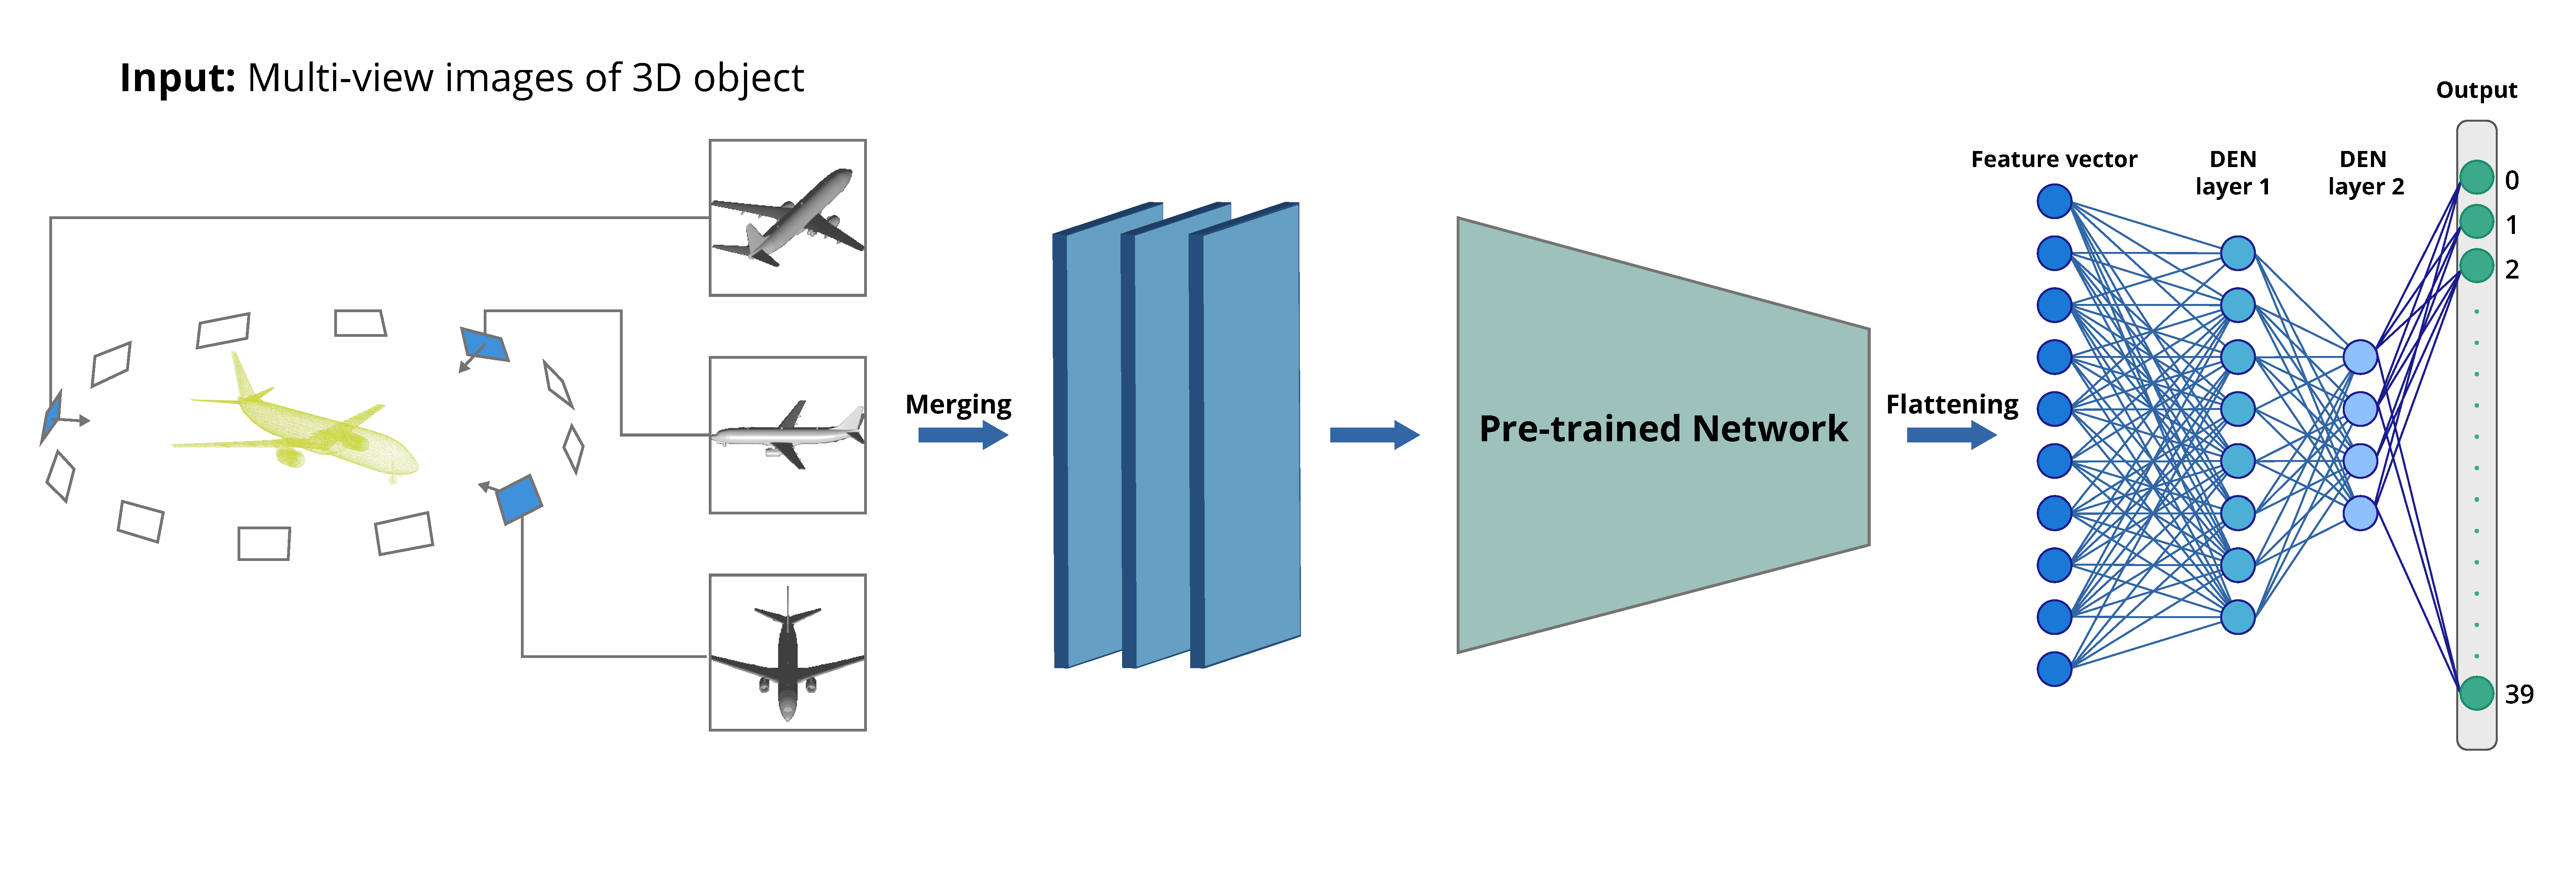 Input: Multi-view images of 3D object
Merging
Pre-trained Network
Flattening
Feature vector
DEN
layer 1
DEN
layer 2
Output
0
1
2
39